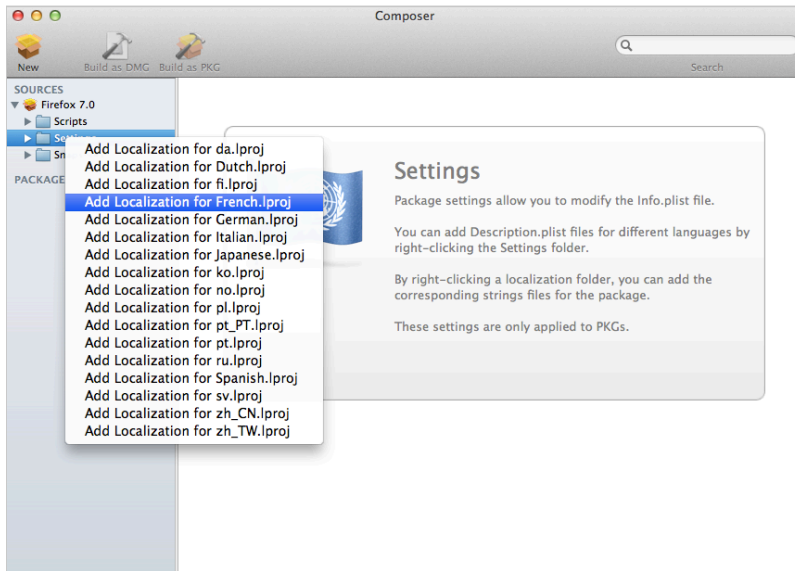 Composer
New
Build as DMG
Build as PKG
Search
SOURCES
Firefox 7.0
Scripts
PACKAGE
Add Localization for da.lproj
Add Localization for Dutch.lproj
Add Localization for fi.lproj
Add Localization for French.lproj
Add Localization for German.lproj
Add Localization for Italian.lproj
Add Localization for Japanese.lproj
Add Localization for ko.lproj
Add Localization for no.lproj
Add Localization for pl.lproj
Add Localization for pt_PT.lproj
Add Localization for pt.lproj
Add Localization for ru.lproj
Add Localization for Spanish.lproj
Add Localization for sv.lproj
Add Localization for zh_CN.lproj
Add Localization for zh_TW.lproj
Settings
Package settings allow you to modify the Info.plist file.
You can add Description.plist files for different languages by
right-clicking the Settings folder.
By right-clicking a localization folder, you can add the
corresponding strings files for the package.
These settings are only applied to PKGs.